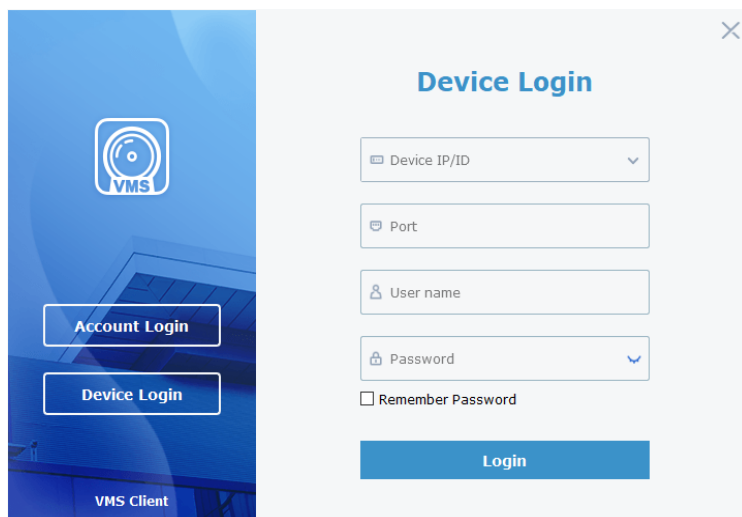 VMS
Account Login
Device Login
VMS Client
Device Login
Device IP/ID
Port
User name
Password
Remember Password
Login